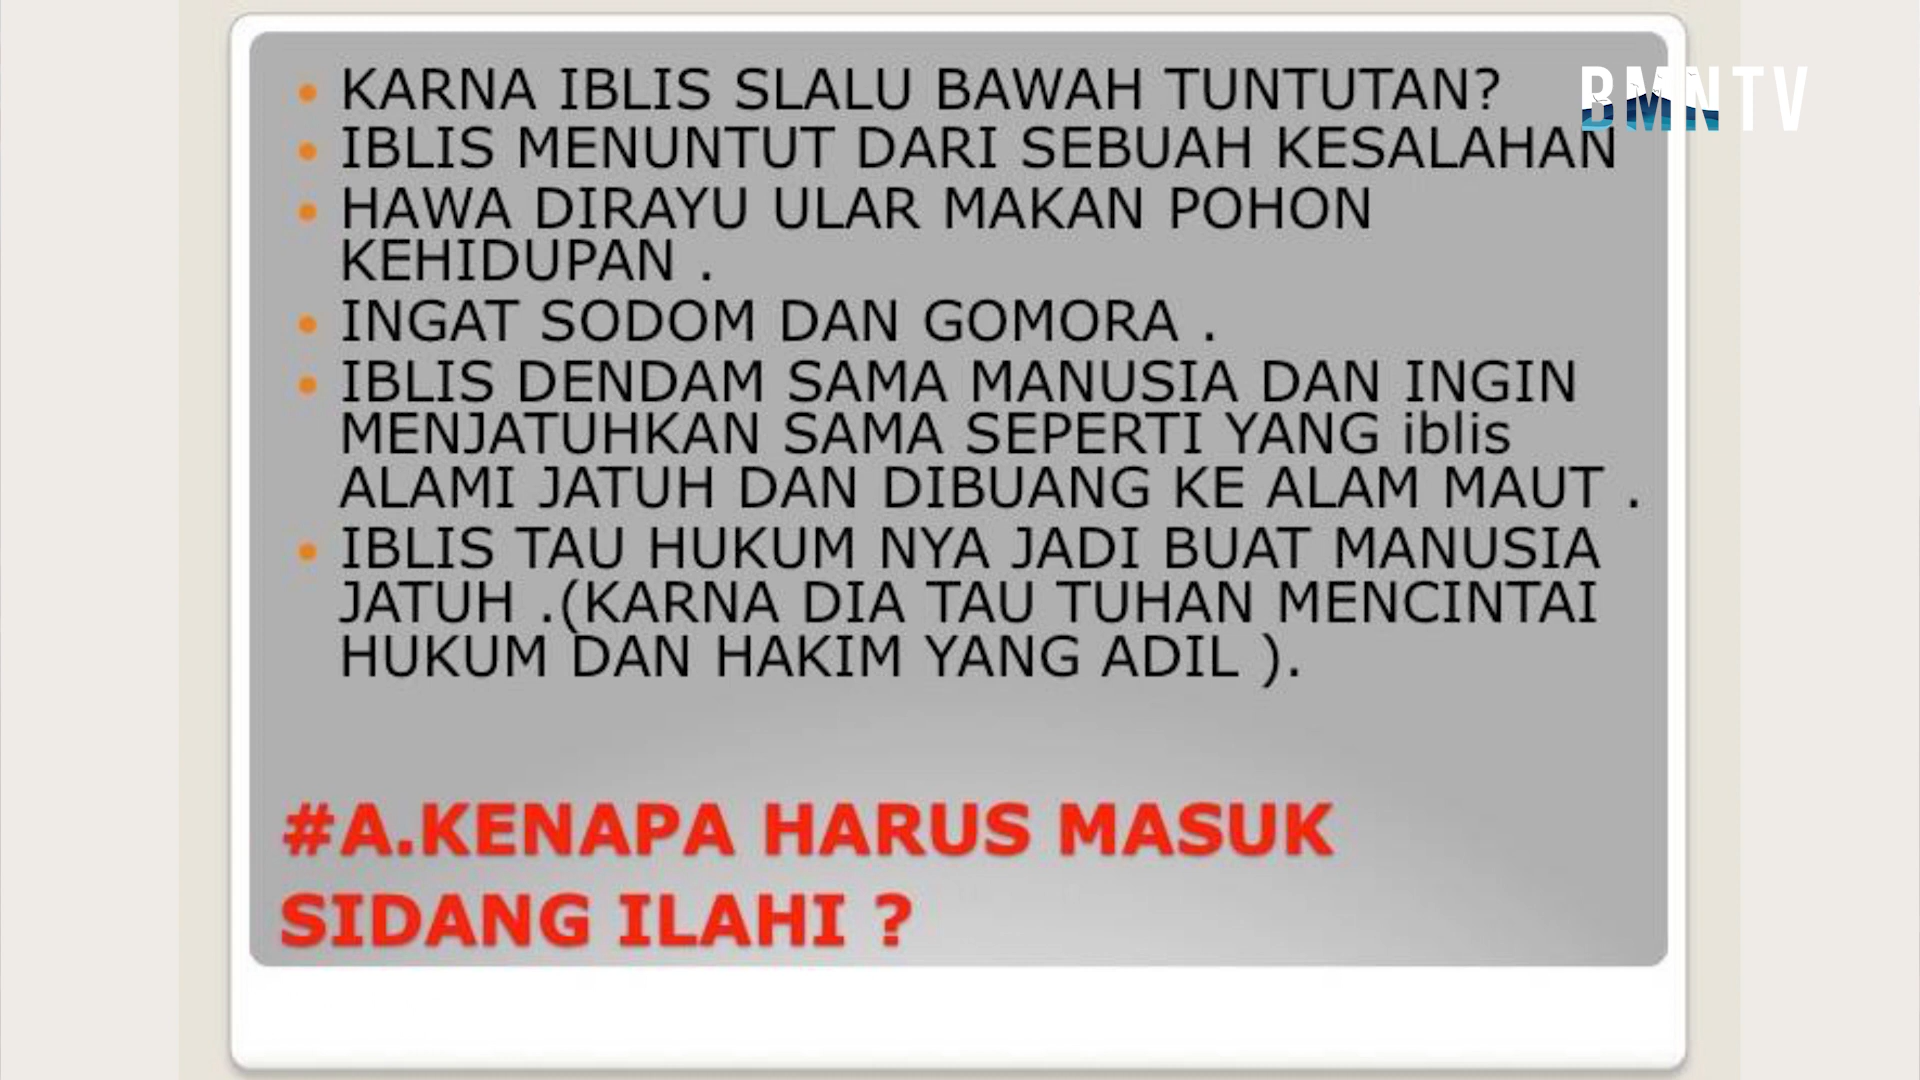 • KARNA IBLIS SLALU BAWAH TUNTUTAN?
• IBLIS MENUNTUT DARI SEBUAH KESALAHAN
• HAWA DIRAYU ULAR MAKAN POHON
KEHIDUPAN .
• INGAT SODOM DAN GOMORA .
• IBLIS DENDAM SAMA MANUSIA DAN INGIN
MENJATUHKAN SAMA SEPERTI YANG iblis
ALAMI JATUH DAN DIBUANG KE ALAM MAUT .
• IBLIS TAU HUKUM NYA JADI BUAT MANUSIA
JATUH .(KARNA DIA TAU TUHAN MENCINTAI
HUKUM DAN HAKIM YANG ADIL ).
#A.KENAPA HARUS MASUK
SIDANG ILAHI ?
BMNTV